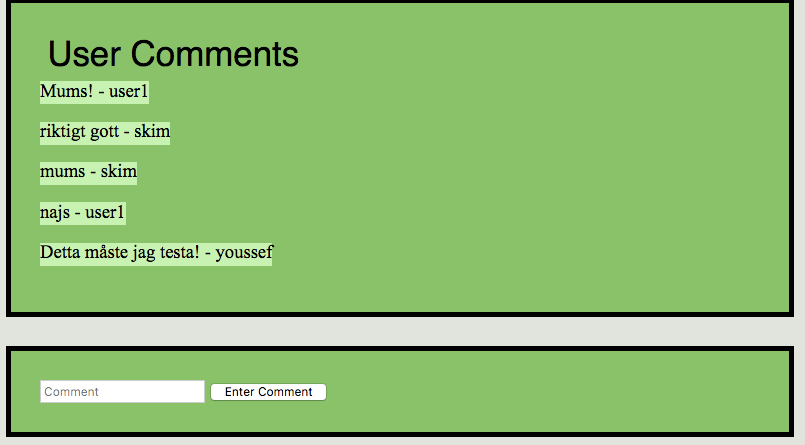 User Comments
Mums! - user1
riktigt gott - skim
mums - skim
najs - user1
Detta måste jag testa! - youssef
Comment Enter Comment